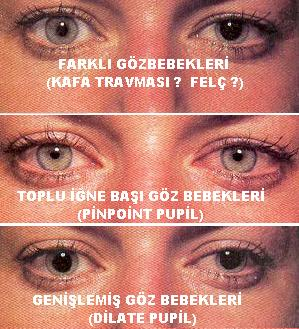 FARKLI GÖZBEBEKLERİ
(KAFA TRAVMASI ? FELÇ ?)
TOPLU İĞNE BAŞI GÖZ BEBEKLERİ
(PİNPOİNT PUPİL)
GENİŞLEMİŞ GÖZ BEBEKLERİ
(DİLATE PUPİL)